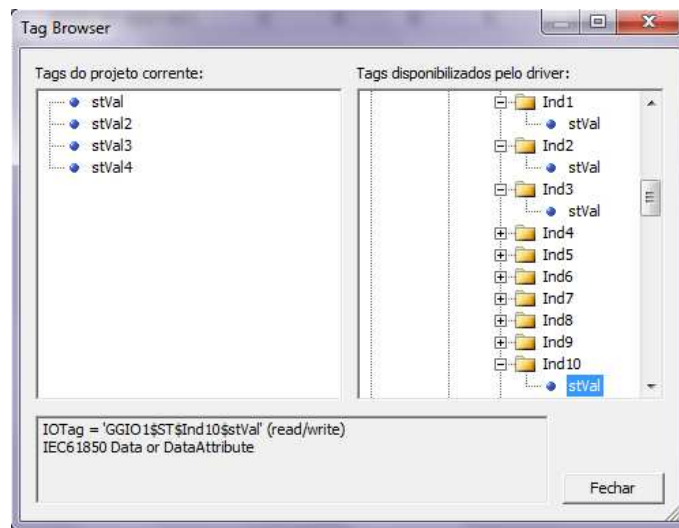 Tag Browser
Tags do projeto corrente:
stVal
stVal2
stVal3
stVal4
Tags disponibilizados pelo driver:
Ind1
stVal
Ind2
stVal
Ind3
stVal
Ind4
Ind5
Ind6
Ind7
Ind8
Ind9
Ind10
stVal
IOTag = 'GGIO1$ST$Ind10$stVal' (read/write)
IEC61850 Data or DataAttribute
Fechar